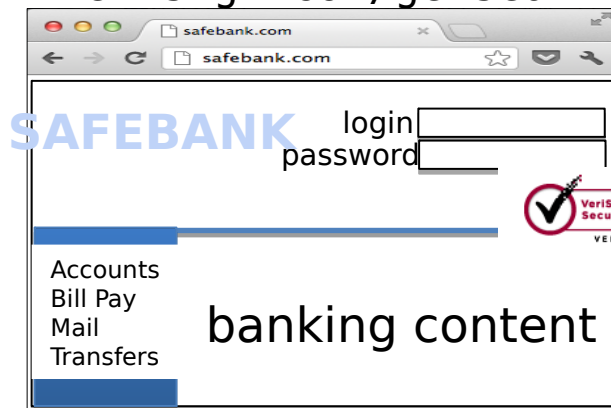 safebank.com
safebank.com
SAFEBANK
login
password
Accounts
Bill Pay
Mail
Transfers
banking content